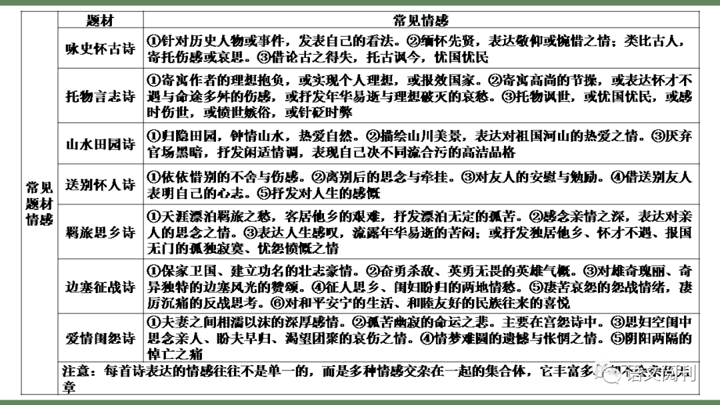 题材 常见情感
咏史怀古诗
①针对历史人物或事件，发表自己的看法。②缅怀先贤，表达敬仰或惋惜之情；类比古人，
寄托伤感或哀思。③借论古之得失，托古讽今，忧国忧民
托物言志诗
①寄寓作者的理想抱负，或实现个人理想，或报效国家。②寄寓高尚的节操，或表达怀才不
遇与命途多舛的伤感，或抒发年华易逝与理想破灭的哀愁。③托物讽世，或忧国忧民，或感
时伤世，或愤世嫉俗，或针砭时弊
山水田园诗
①归隐田园，钟情山水，热爱自然。②描绘山川美景，表达对祖国河山的热爱之情。③厌弃
官场黑暗，抒发闲适情调，表现自己决不同流合污的高洁品格
常见
题材
情感
送别怀人诗
①依依惜别的不舍与伤感。②离别后的思念与牵挂。③对友人的安慰与勉励。④借送别友人
表明自己的心志。⑤抒发对人生的感慨
羁旅思乡诗
①天涯漂泊羁旅之愁，客居他乡的艰难，抒发漂泊无定的孤苦。②感念亲情之深，表达对亲
人的思念之情。③表达人生感叹，流露年华易逝的苦闷；或抒发独居他乡、怀才不遇、报国
无门的孤独寂寞、忧怨愤慨之情
边塞征战诗
①保家卫国、建立功名的壮志豪情。②奋勇杀敌、英勇无畏的英雄气概。③对雄奇瑰丽、奇
异独特的边塞风光的赞颂。④征人思乡、闺妇盼归的两地情愁。⑤凄苦哀怨的怨战情绪，凄
厉沉痛的反战思考。⑥对和平安宁的生活、和睦友好的民族往来的喜悦
爱情闺怨诗
①夫妻之间相濡以沫的深厚感情。②孤苦幽寂的命运之悲。主要在宫怨诗中。③思妇空闺中
思念亲人、盼夫早归、渴望团聚的哀伤之情。④情梦难圆的遗憾与怅惘之情。⑤阴阳两隔的
悼亡之痛
注意：每首诗表达的情感往往不是单一的，而是多种情感交杂在一起的集合体，它丰富多
章
语文阅刊